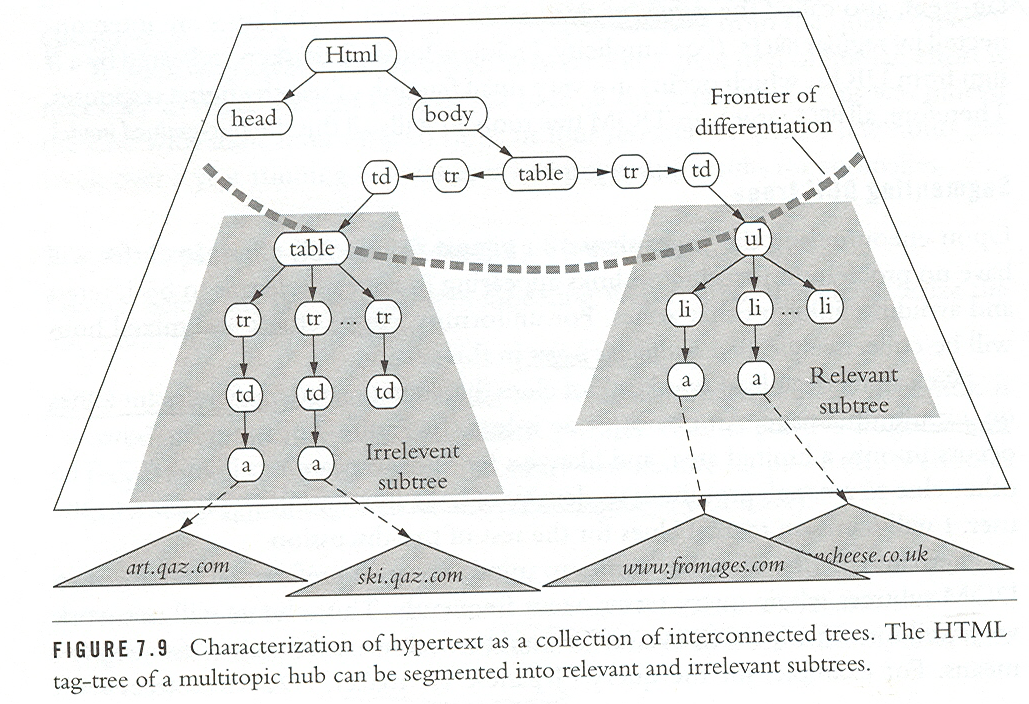 Html
head
body
Frontier of
differentiation
td tr table tr td
table
ul
tr tr ... tr
li li ... li
td td td
a a
Relevant
subtree
a a
Irrelevent
subtree
art.qaz.com
ski.qaz.com
www.fromages.com
ncheese.co.uk
FIGURE 7.9 Characterization of hypertext as a collection of interconnected trees. The HTML
tag-tree of a multitopic hub can be segmented into relevant and irrelevant subtrees.